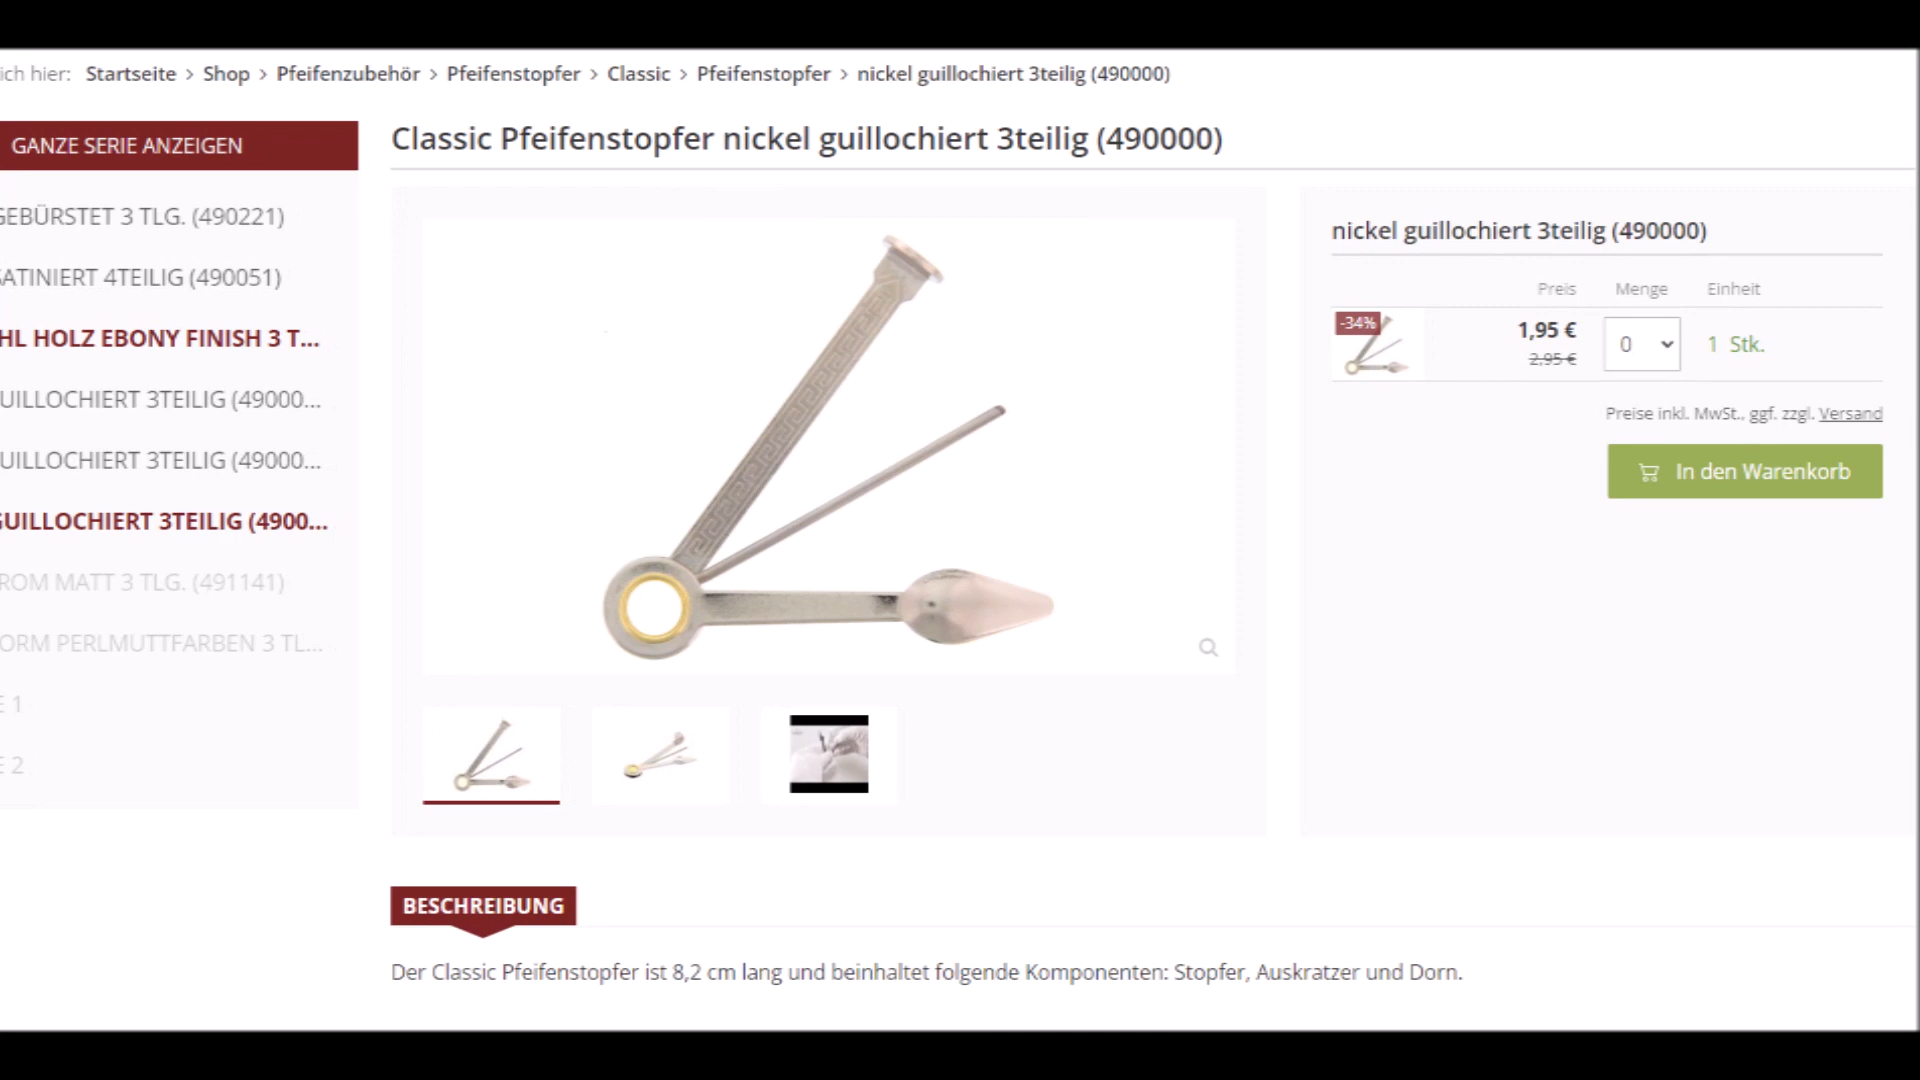 ich hier: Startseite > Shop > Pfeifenzubehör > Pfeifenstopfer > Classic > Pfeifenstopfer > nickel guillochiert 3teilig (490000)
GANZE SERIE ANZEIGEN
GEBÜRSTET 3 TLG. (490221)
SATINIERT 4TEILIG (490051)
HL HOLZ EBONY FINISH 3 T...
UILLOCHIERT 3TEILIG (49000...
UILLOCHIERT 3TEILIG (49000...
GUILLOCHIERT 3TEILIG (4900...
ROM MATT 3 TLG. (491141)
ORM PERLMUTTFARBEN 3 TL...
E 1
E 2
Classic Pfeifenstopfer nickel guillochiert 3teilig (490000)
nickel guillochiert 3teilig (490000)
Preis Menge Einheit
-34% 1,95 € 0 1 Stk.
2,95 €
Preise inkl. MwSt., ggf. zzgl. Versand
In den Warenkorb
BESCHREIBUNG
Der Classic Pfeifenstopfer ist 8,2 cm lang und beinhaltet folgende Komponenten: Stopfer, Auskratzer und Dorn.